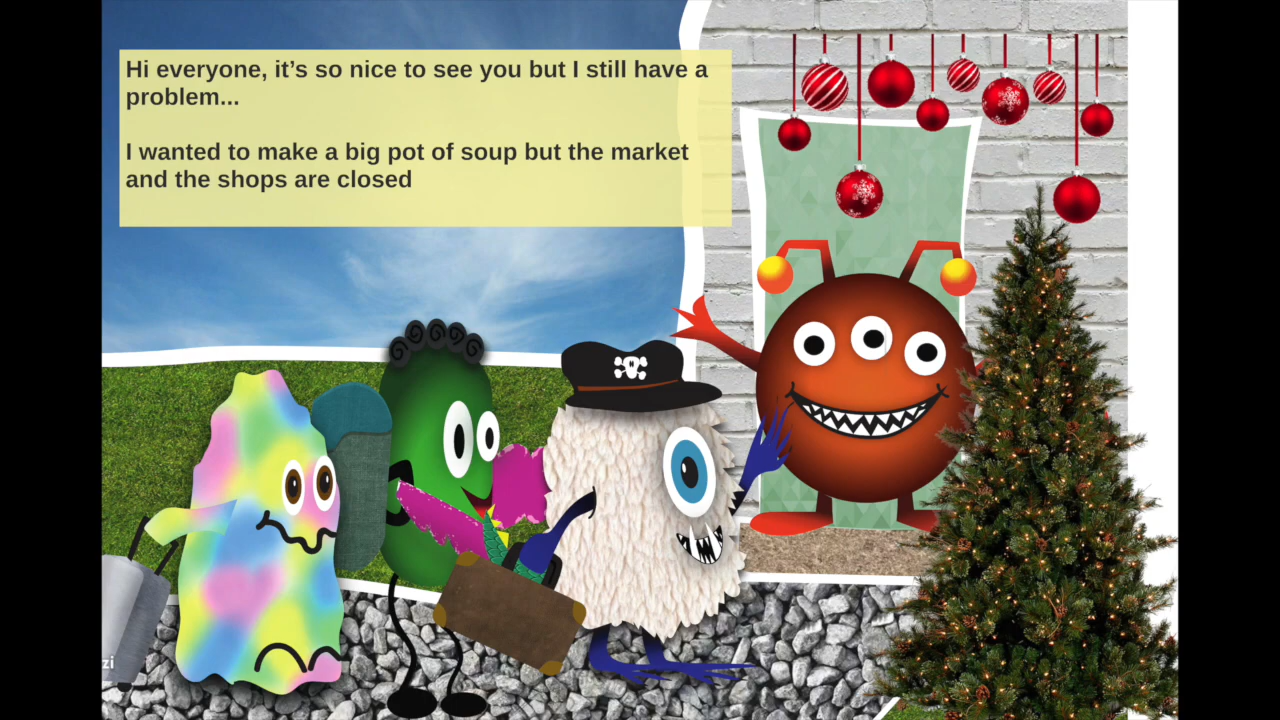 Hi everyone, it’s so nice to see you but I still have a
problem...
I wanted to make a big pot of soup but the market
and the shops are closed
zi